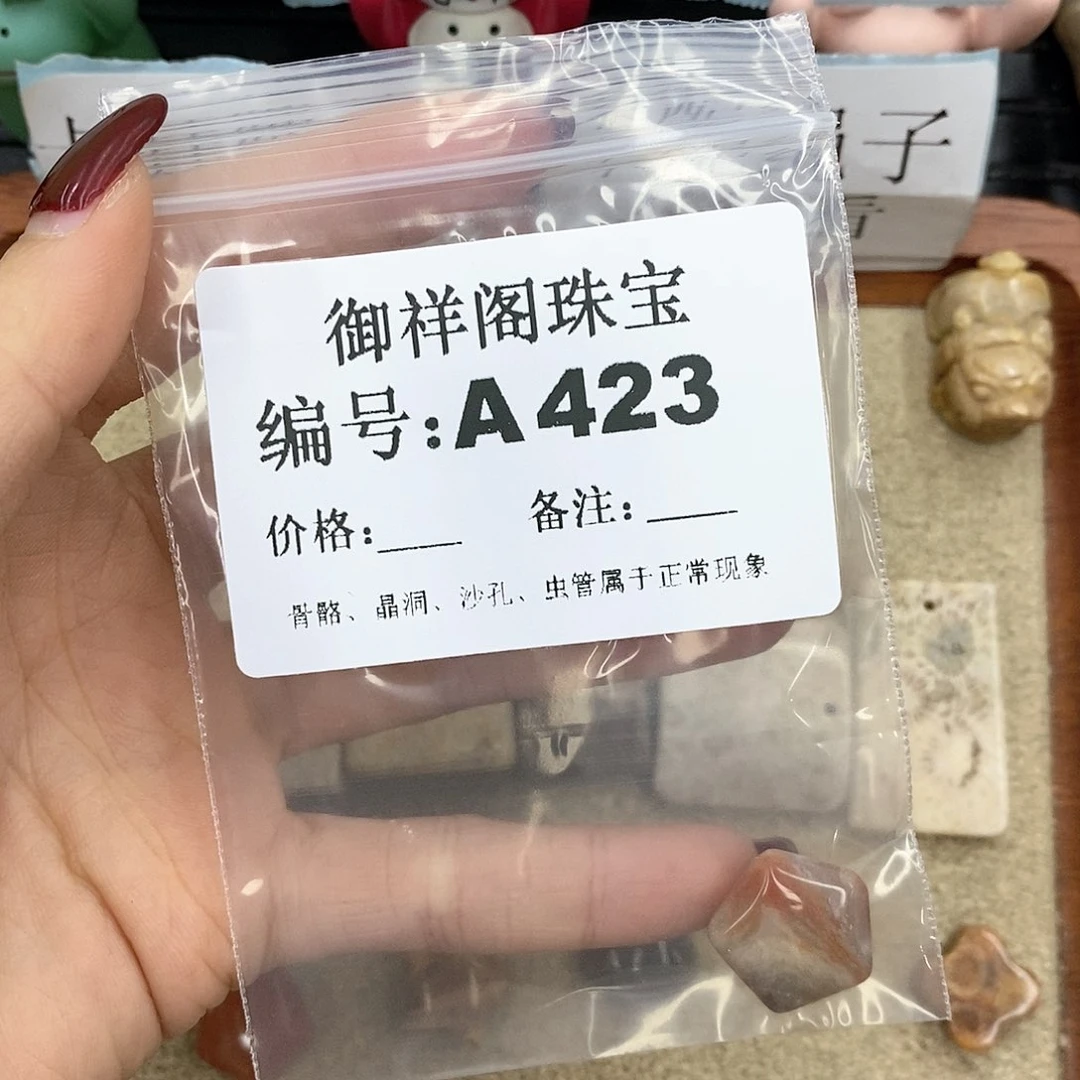 御祥阁珠宝
编号:A423
价格:____ 备注:____
骨骼、晶洞、沙孔、虫管属于正常现象
子